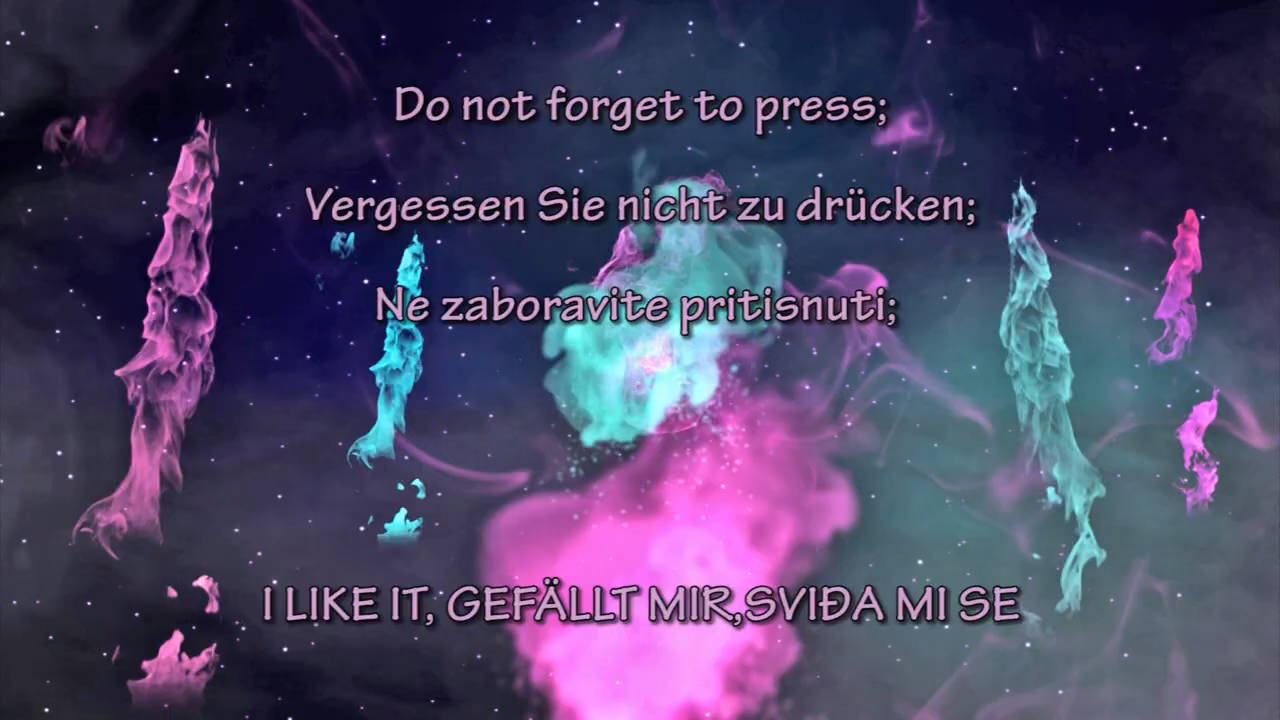 Do not forget to press;
Vergessen Sie nicht zu drücken;
Ne zaboravite pritisnuti;
I LIKE IT, GEFÄLLT MIR,SVIĐA MI SE